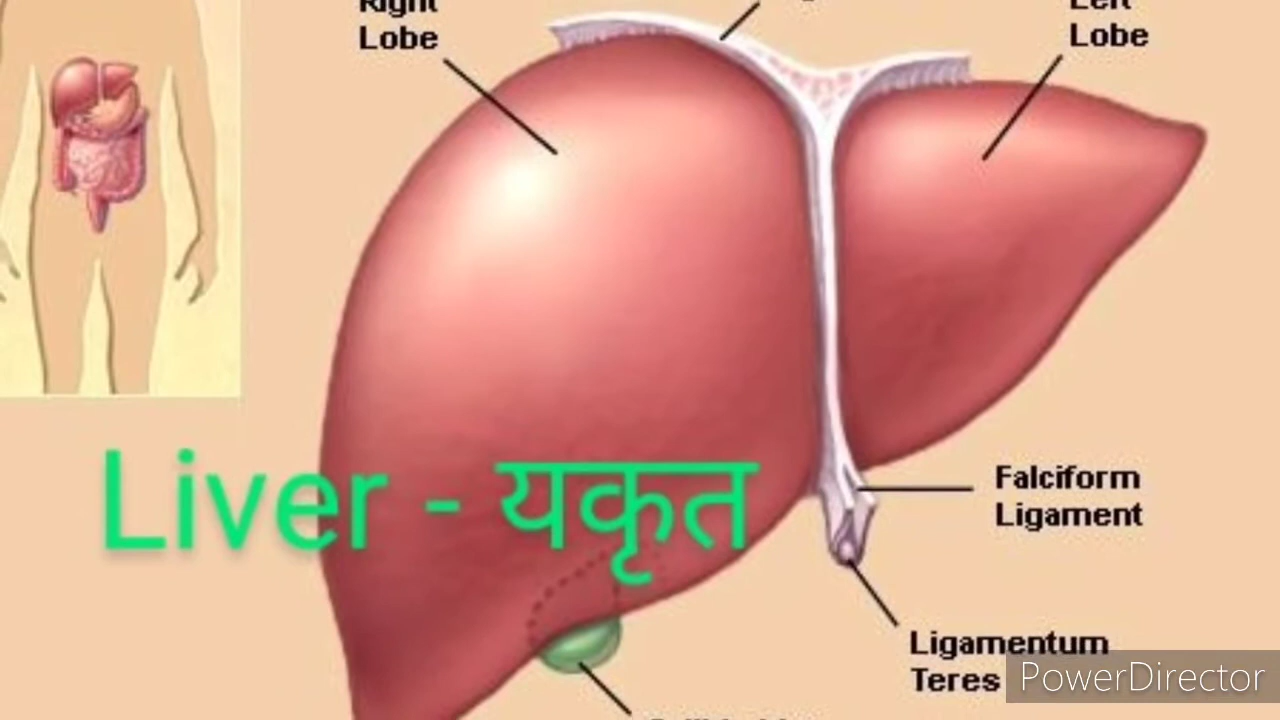 Right
Lobe
Left
Lobe
Liver - यकृत
Falciform
Ligament
Ligamentum
Teres
PowerDirector